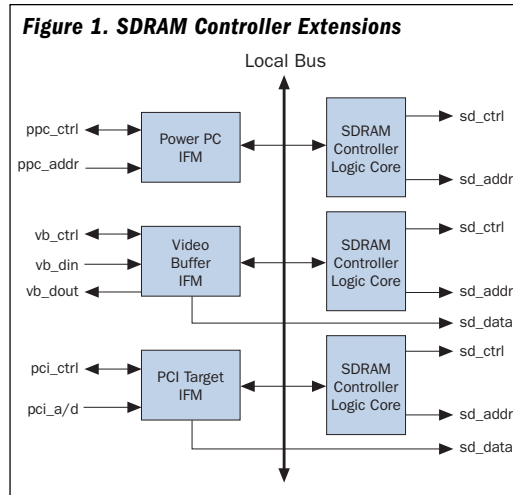 Figure 1. SDRAM Controller Extensions
Local Bus
ppc_ctrl
ppc_addr
Power PC
IFM
SDRAM
Controller
Logic Core
sd_ctrl
sd_addr
vb_ctrl
vb_din
vb_dout
Video
Buffer
IFM
SDRAM
Controller
Logic Core
sd_ctrl
sd_addr
sd_data
pci_ctrl
pci_a/d
PCI Target
IFM
SDRAM
Controller
Logic Core
sd_ctrl
sd_addr
sd_data